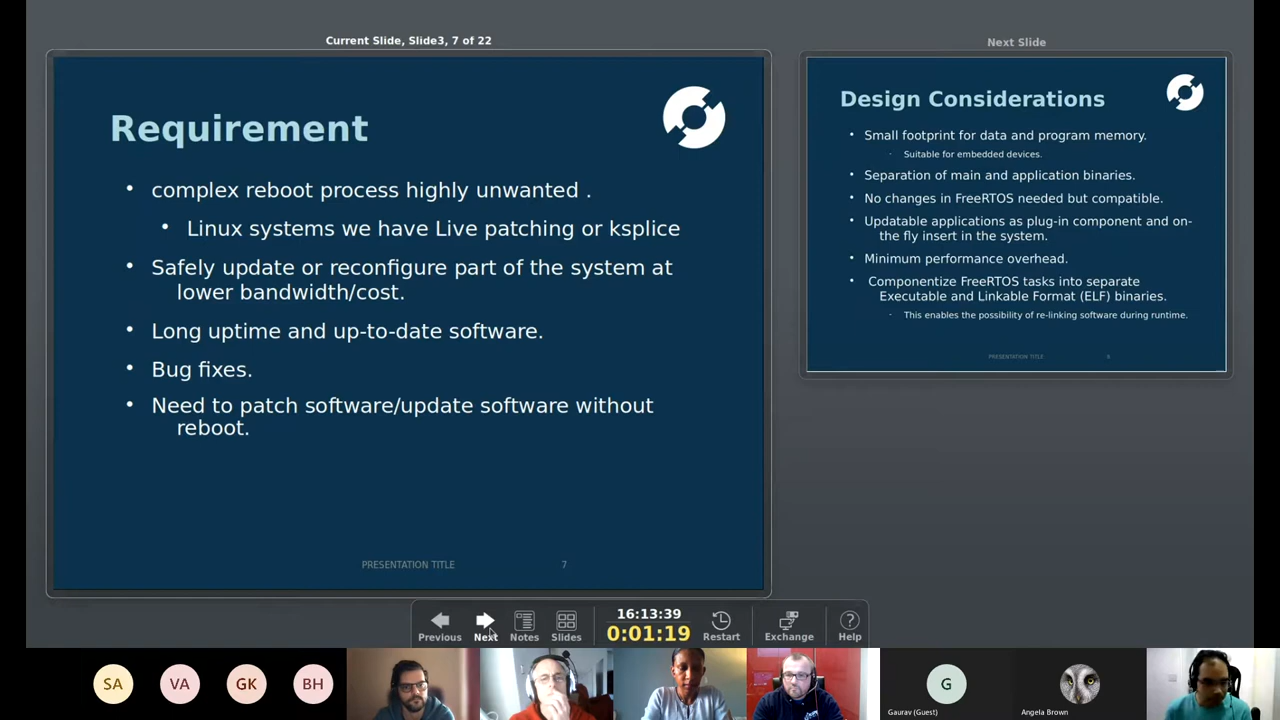 Current Slide, Slide3, 7 of 22
Requirement
• complex reboot process highly unwanted .
• Linux systems we have Live patching or ksplice
• Safely update or reconfigure part of the system at
lower bandwidth/cost.
• Long uptime and up-to-date software.
• Bug fixes.
• Need to patch software/update software without
reboot.
PRESENTATION TITLE 7
Next Slide
Design Considerations
• Small footprint for data and program memory.
- Suitable for embedded devices.
• Separation of main and application binaries.
• No changes in FreeRTOS needed but compatible.
• Updatable applications as plug-in component and on-
the fly insert in the system.
• Minimum performance overhead.
• Componentize FreeRTOS tasks into separate
Executable and Linkable Format (ELF) binaries.
- This enables the possibility of re-linking software during runtime.
PRESENTATION TITLE
Previous
Next
Notes
Slides
16:13:39
0:01:19
Restart
Exchange
Help
SA
VA
GK
BH
G
Gaurav (Guest)
Angela Brown